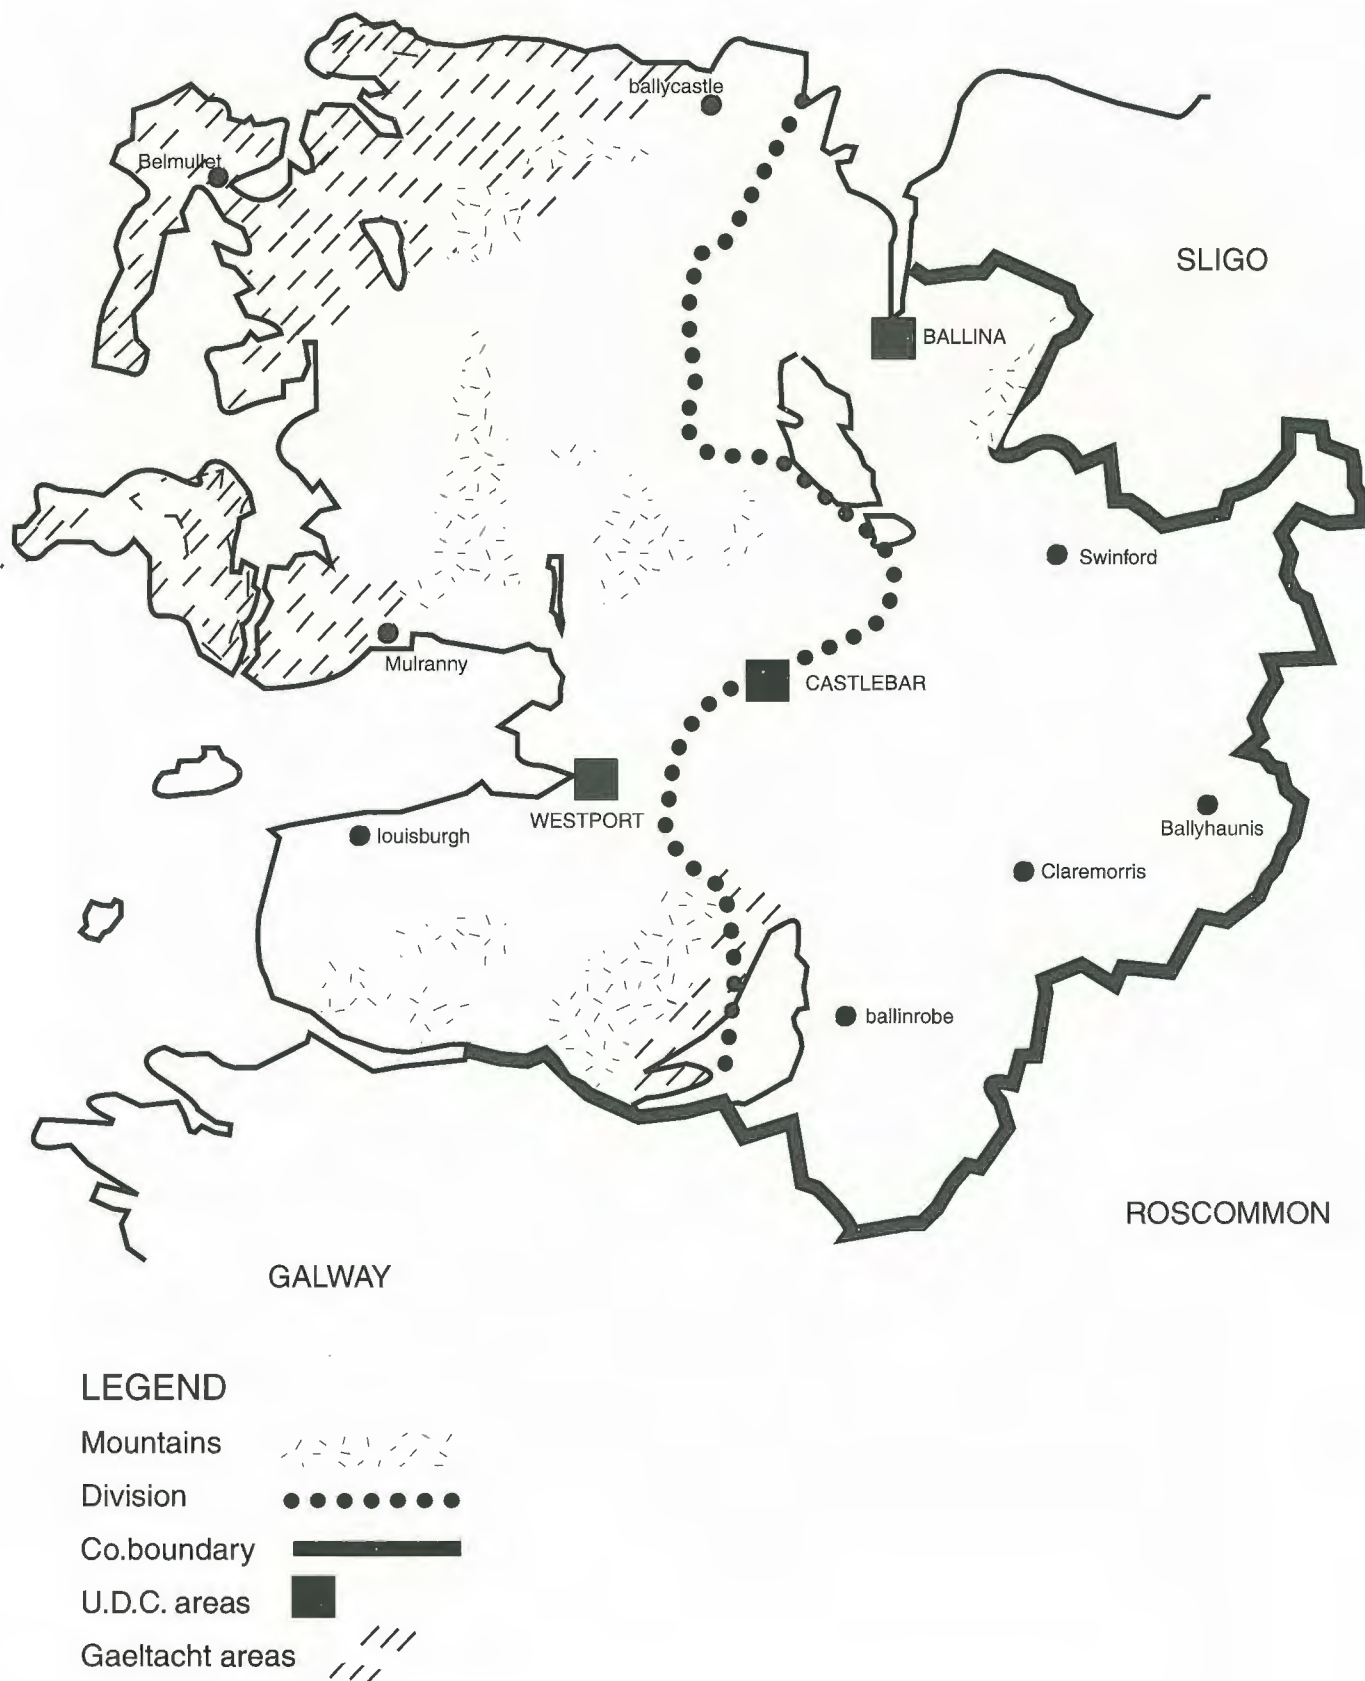 ballycastle
Belmullet
SLIGO
BALLINA
Swinford
Mulranny
CASTLEBAR
WESTPORT
louisburgh
Ballyhaunis
Claremorris
ballinrobe
ROSCOMMON
GALWAY
LEGEND
Mountains
Division
Co.boundary
U.D.C. areas
Gaeltacht areas